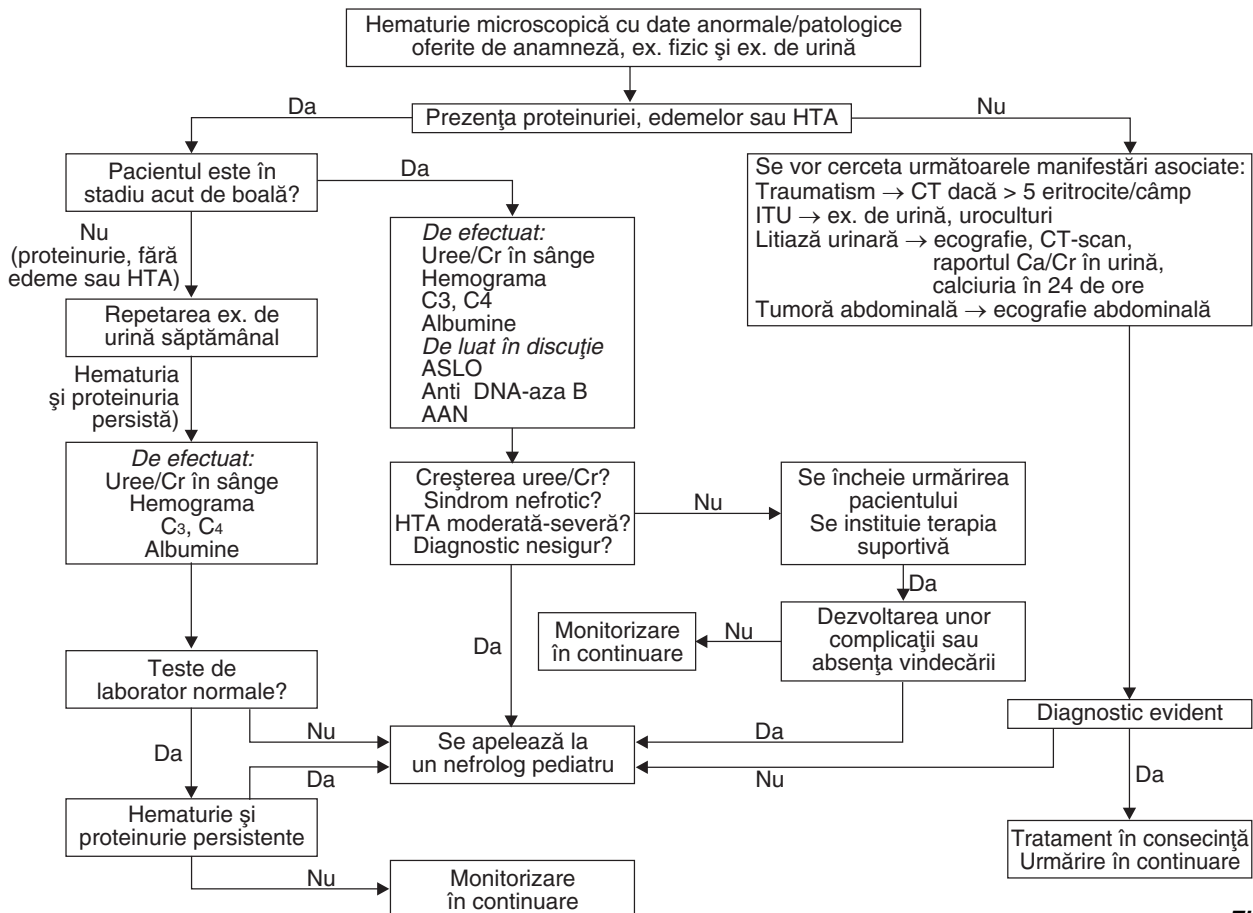 Hematurie microscopică cu date anormale/patologice
oferite de anamneză, ex. fizic şi ex. de urină
Da
Prezenţa proteinuriei, edemelor sau HTA
Nu
Pacientul este în
stadiu acut de boală?
Da
Se vor cerceta următoarele manifestări asociate:
Traumatism → CT dacă > 5 eritrocite/câmp
ITU → ex. de urină, uroculturi
Litiază urinară → ecografie, CT-scan,
raportul Ca/Cr în urină,
calciuria în 24 de ore
Tumoră abdominală → ecografie abdominală
Nu
(proteinurie, fără
edeme sau HTA)
De efectuat:
Uree/Cr în sânge
Hemograma
C3, C4
Albumine
De luat în discuţie
ASLO
Anti DNA-aza B
AAN
Repetarea ex. de
urină săptămânal
Hematuria
şi proteinuria
persistă)
De efectuat:
Uree/Cr în sânge
Hemograma
C3, C4
Albumine
Creşterea uree/Cr?
Sindrom nefrotic?
HTA moderată-severă?
Diagnostic nesigur?
Nu
Se încheie urmărirea
pacientului
Se instituie terapia
suportivă
Da
Dezvoltarea unor
complicaţii sau
absenţa vindecării
Nu
Monitorizare
în continuare
Da
Teste de
laborator normale?
Diagnostic evident
Nu
Da
Se apelează la
un nefrolog pediatru
Da
Nu
Da
Da
Hematurie şi
proteinurie persistente
Tratament în consecinţă
Urmărire în continuare
Nu
Monitorizare
în continuare